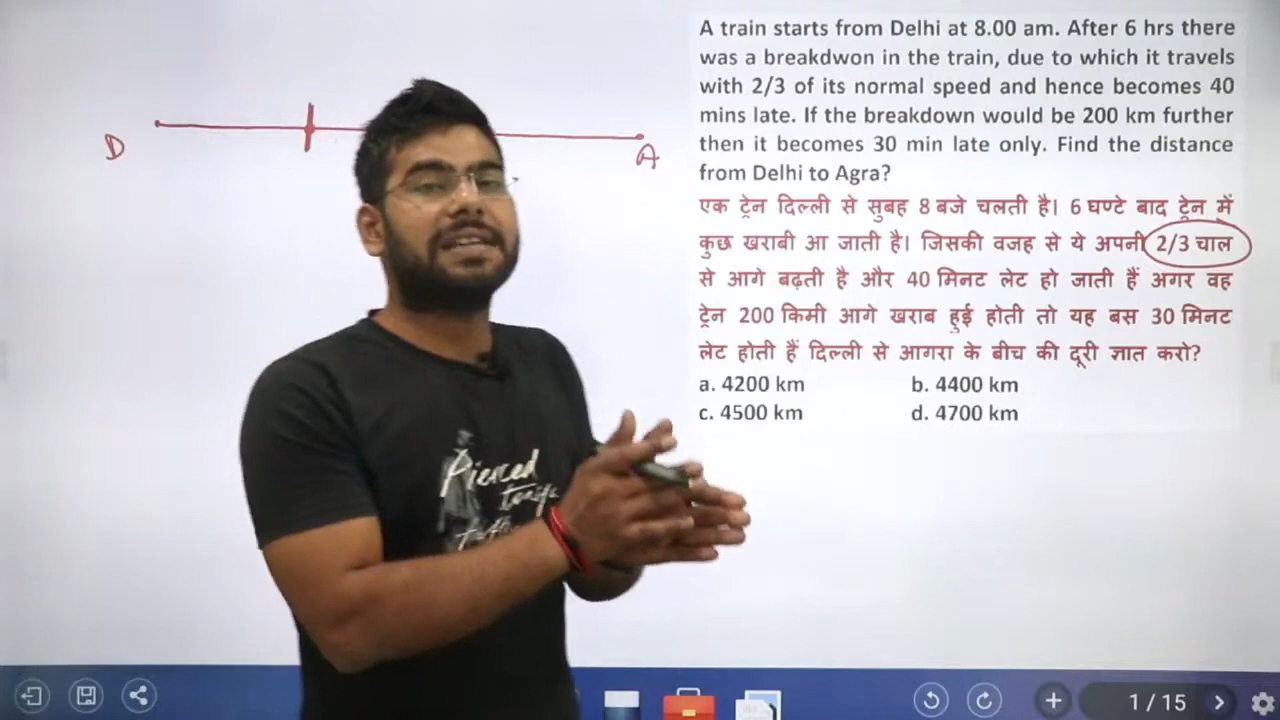 A train starts from Delhi at 8.00 am. After 6 hrs there
was a breakdwon in the train, due to which it travels
with 2/3 of its normal speed and hence becomes 40
mins late. If the breakdown would be 200 km further
then it becomes 30 min late only. Find the distance
from Delhi to Agra?
एक ट्रेन दिल्ली से सुबह 8 बजे चलती है। 6 घण्टे बाद ट्रेन में
कुछ खराबी आ जाती है। जिसकी वजह से ये अपनी 2/3 चाल
से आगे बढ़ती है और 40 मिनट लेट हो जाती हैं अगर वह
ट्रेन 200 किमी आगे खराब हुई होती तो यह बस 30 मिनट
लेट होती हैं दिल्ली से आगरा के बीच की दूरी ज्ञात करो?
a. 4200 km b. 4400 km
c. 4500 km d. 4700 km
D A
Pierced
1 / 15